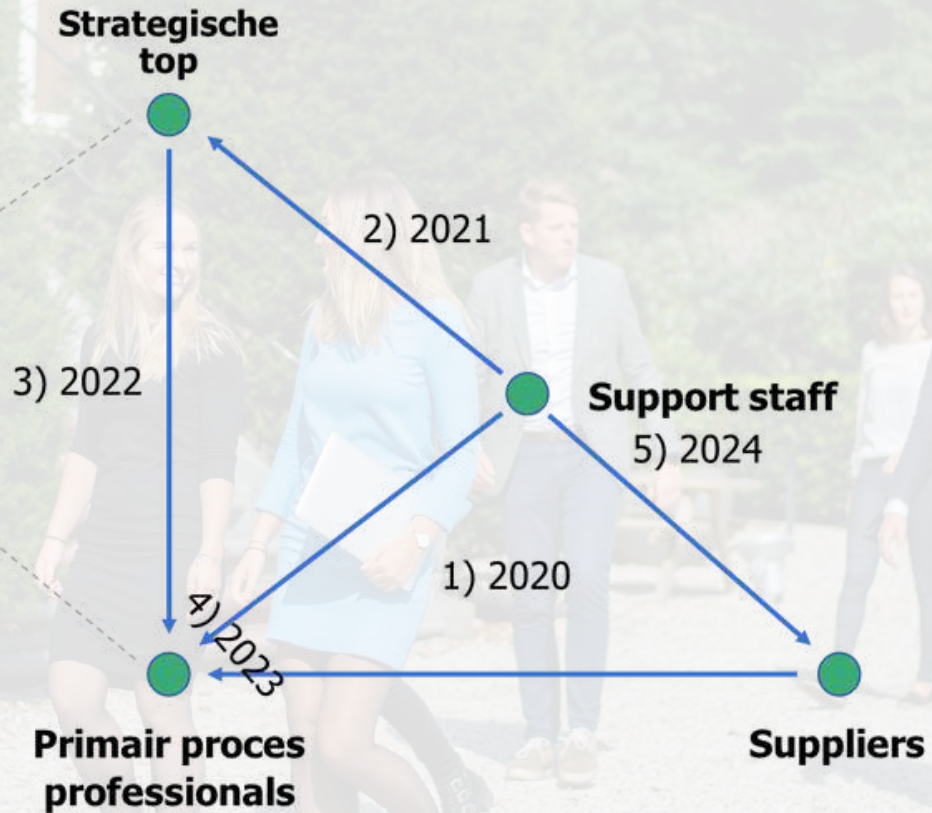 Strategische
top
2) 2021
3) 2022
Support staff
5) 2024
1) 2020
4) 2023
Primair proces
professionals
Suppliers